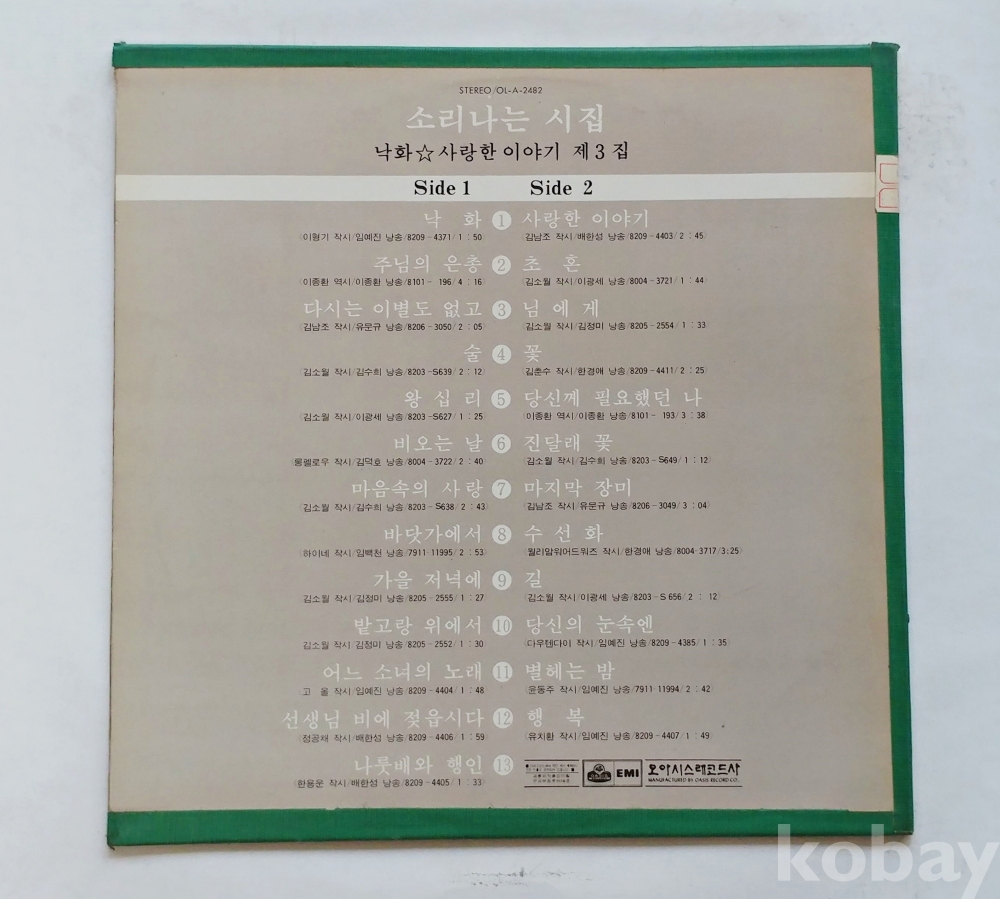 STEREO/OL-A-2482
소리나는 시집
낙화☆사랑한 이야기 제3집
Side 1 Side 2
낙 화 1 사랑한 이야기
(이형기 작시/임예진 낭송/8209-4371/1:50 (김남조 작시/배한성 낭송/8209-4403/2:45)
주님의 은총 2 초 혼
(이종환 역시/이종환 낭송/8101- 196/4:16) (김소월 작시/이광세 낭송/8004-3721/1:44)
다시는 이별도 없고 3 님 에 게
(김남조 작시/유문규 낭송/8206-3050/2:05) (김소월 작시/김정미 낭송/8205-2554/1:33
술 4 꽃
(김소월 작시/김수희 낭송/8203-S639/2:12) 김춘수 작시/한경애 낭송/8209-4411/2:25)
왕 십 리 5 당신께 필요했던 나
(김소월 작시/이광세 낭송/8203-S627/1:25 (이종환 역시/이종환 낭송/8101- 193/3:38
비오는 날 6 진달래 꽃
(롱펠로우 작시/김덕호 낭송/8004-3722/2:40) (김소월 작시/김수희 낭송/8203-S649/1:12)
마음속의 사랑 7 마지막 장미
(김소월 작시/김수희 낭송/8203-S638/2:43) 김남조 작시/유문규 낭송/8206-3049/3:04)
바닷가에서 8 수 선 화
(하이네 작시/임백천 낭송/7911-11995/2:53) (월리암워어드워즈 작시/한경애 낭송/8004-3717/3:25)
가을 저녁에 9 길
김소월 작시/김정미 낭송/8205-2555/1:27 (김소월 작시/이광세 낭송/8203-S656/2:12)
밭고랑 위에서 10 당신의 눈속엔
김소월 작시/김정미 낭송/8205-2552/1:30 (다우텐다이 작시/임예진 낭송/8209-4385/1:35)
어느 소녀의 노래 11 별헤는 밤
고 을 작시/임예진 낭송/8209-4404/1:48 (윤동주 작시/임예진 낭송/7911-11994/2:42)
선생님 비에 젖읍시다 12 행 복
(정공채 작시/배한성 낭송/8209-4406/1:59) (유치환 작시/임예진 낭송/8209-4407/1:49)
나룻배와 행인 13
(한용운 작시/배한성 낭송/8209-4405/1:33)
EMI 오아시스레코드사
MANUFACTURED BY OASIS RECORD CO.
kobay